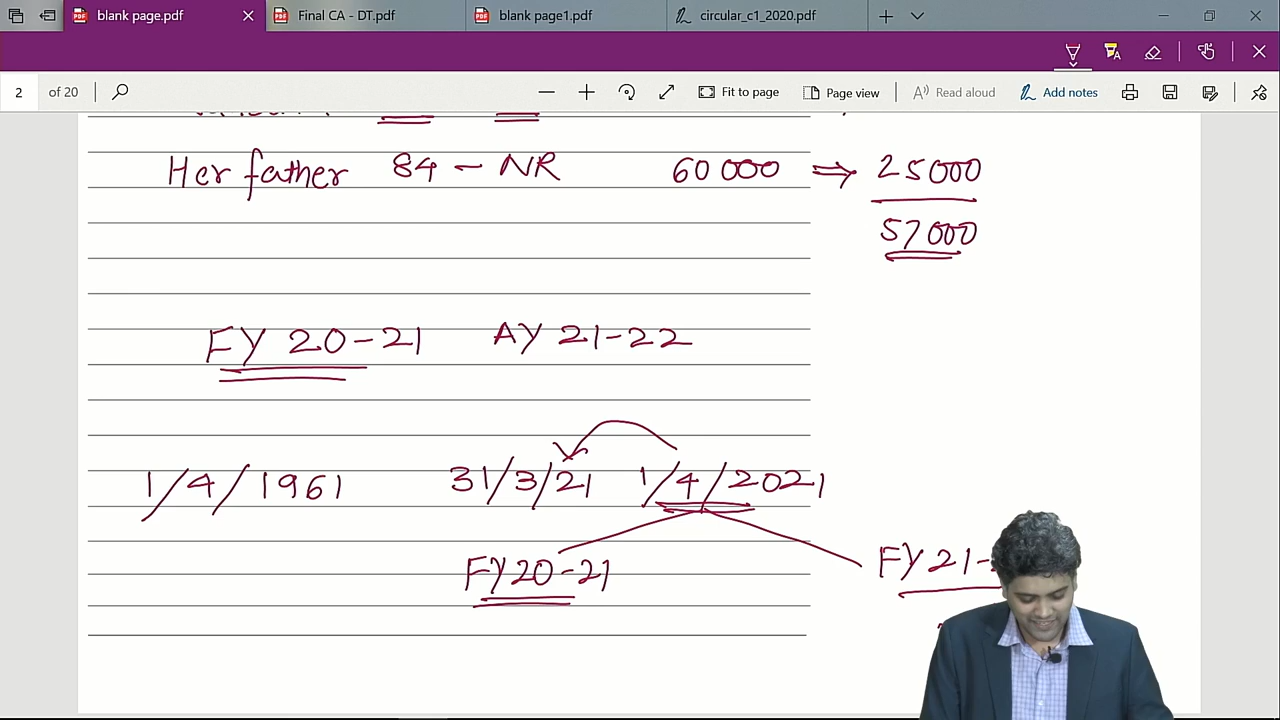 blank page.pdf
Final CA - DT.pdf
blank page1.pdf
circular_c1_2020.pdf
2 of 20
Fit to page
Page view
Read aloud
Add notes
Her father 84 - NR 60000 ⇒ 25000
57000
FY 20-21 AY 21-22
1/4/1961 31/3/21 1/4/2021
FY20-21 FY 21-